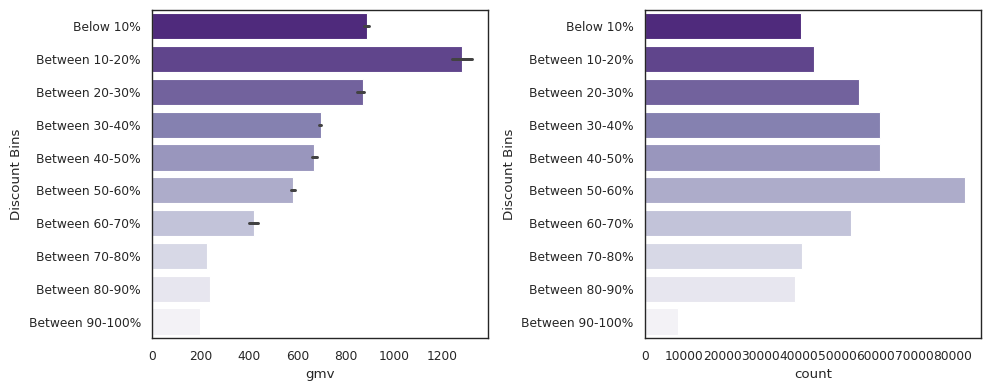 Discount Bins
Below 10%
Between 10-20%
Between 20-30%
Between 30-40%
Between 40-50%
Between 50-60%
Between 60-70%
Between 70-80%
Between 80-90%
Between 90-100%
0 200 400 600 800 1000 1200
gmv
Discount Bins
Below 10%
Between 10-20%
Between 20-30%
Between 30-40%
Between 40-50%
Between 50-60%
Between 60-70%
Between 70-80%
Between 80-90%
Between 90-100%
0 10000 20000 30000 40000 50000 60000 70000 80000
count